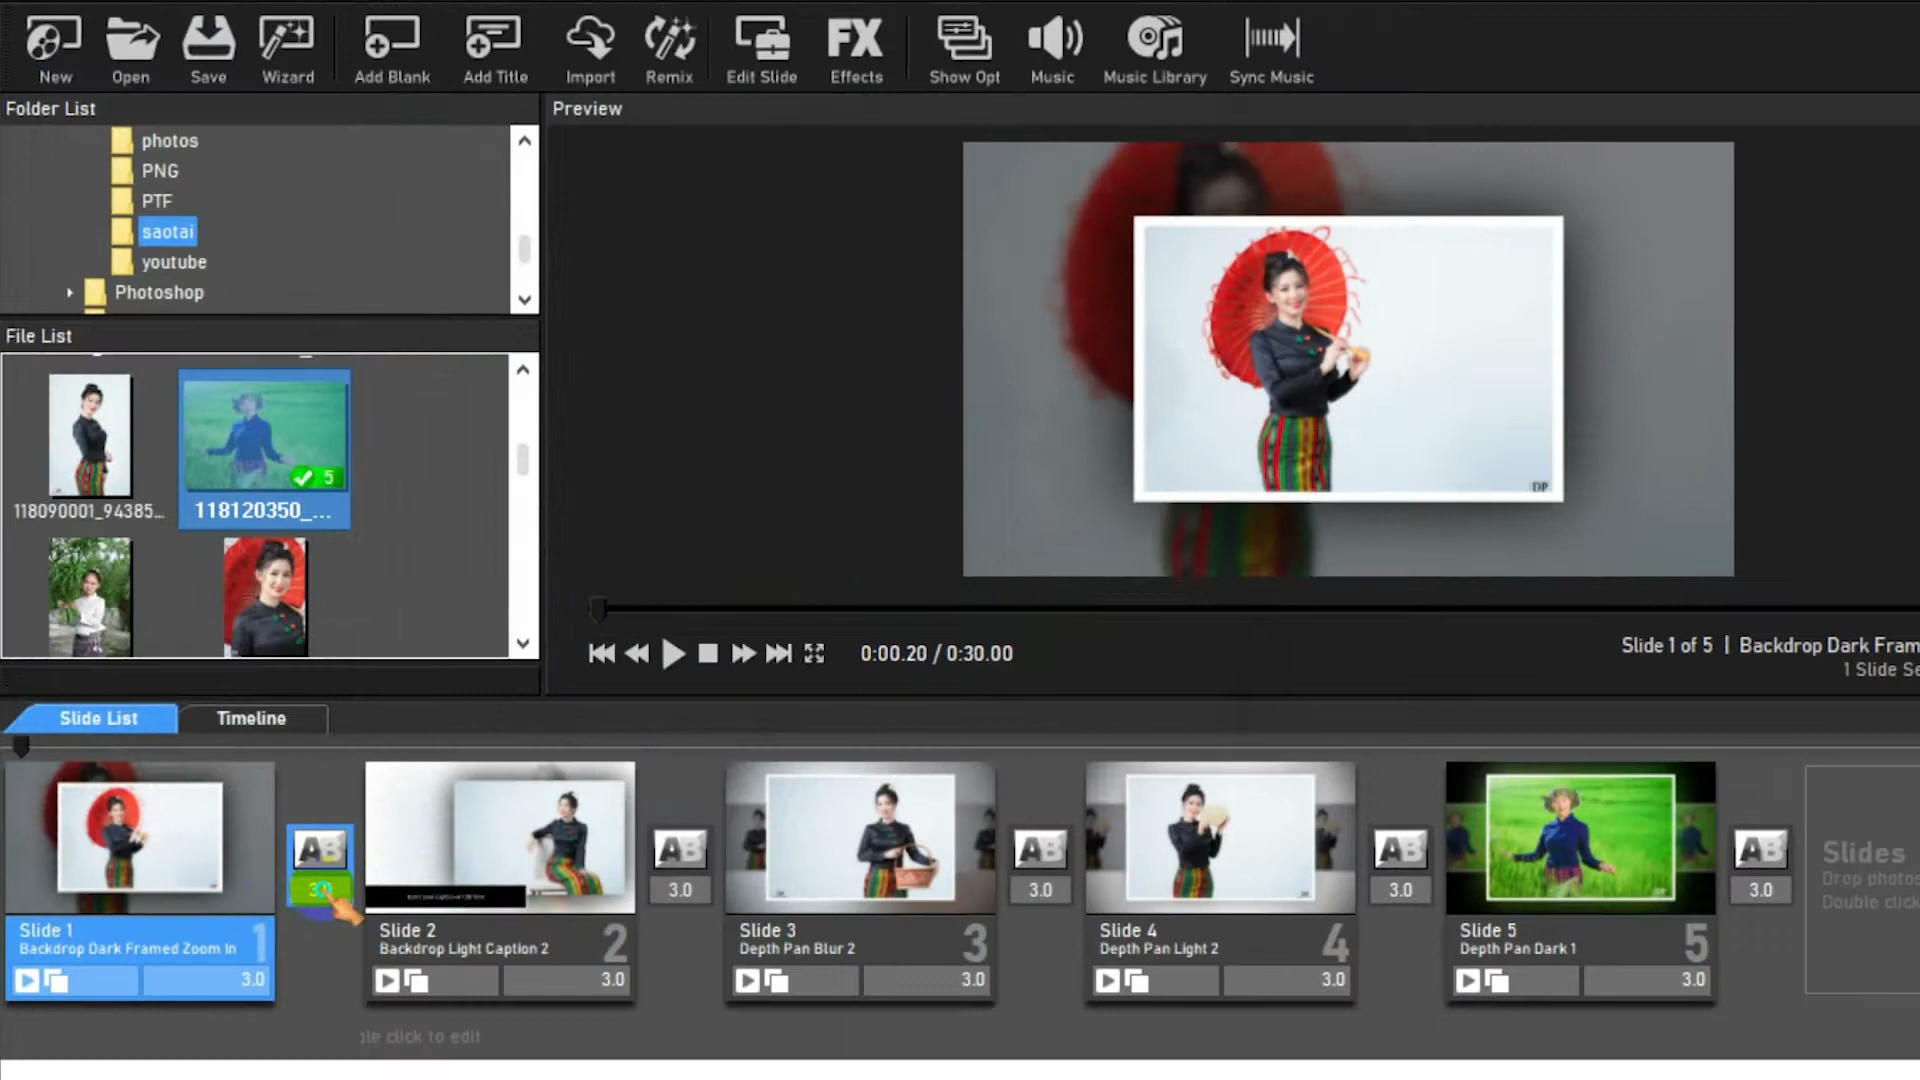 New
Open
Save
Wizard
Add Blank
Add Title
Import
Remix
Edit Slide
FX
Effects
Show Opt
Music
Music Library
Sync Music
Folder List
Preview
photos
PNG
PTF
saotai
youtube
Photoshop
File List
5
118090001_94385...
118120350_...
DP
0:00.20 / 0:30.00
Slide 1 of 5 | Backdrop Dark Fram
1 Slide Se
Slide List
Timeline
AB
AB
3.0
AB
3.0
AB
3.0
AB
3.0
Slides
Drop photos
Double click
Slide 1
Backdrop Dark Framed Zoom In
1
3.0
Slide 2
Backdrop Light Caption 2
2
3.0
Slide 3
Depth Pan Blur 2
3
3.0
Slide 4
Depth Pan Light 2
4
3.0
Slide 5
Depth Pan Dark 1
5
3.0
click to edit